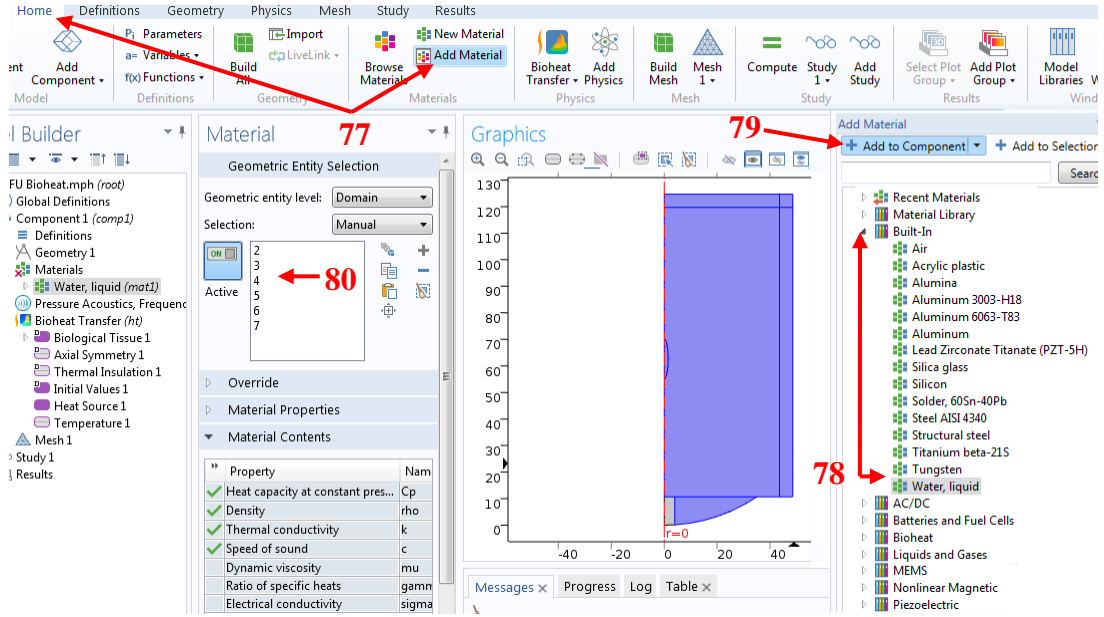 Home Definitions Geometry Physics Mesh Study Results
Pi Parameters
a= Variables
f(x) Functions
Import
LiveLink
New Material
Add Material
ent
Add Component
Build All
Browse Materials
Bioheat Transfer
Add Physics
Build Mesh
Mesh 1
Compute
Study 1
Add Study
Select Plot Group
Add Plot Group
Model Libraries
W
Model Definitions Geometry Materials Physics Mesh Study Results Wind
77
l Builder
FU Bioheat.mph (root)
Global Definitions
Component 1 (comp1)
Definitions
Geometry 1
Materials
Water, liquid (mat1)
Pressure Acoustics, Frequenc
Bioheat Transfer (ht)
Biological Tissue 1
Axial Symmetry 1
Thermal Insulation 1
Initial Values 1
Heat Source 1
Temperature 1
Mesh 1
Study 1
Results
Material
Geometric Entity Selection
Geometric entity level: Domain
Selection: Manual
ON
Active
2
3
4
5
6
7
80
Override
Material Properties
Material Contents
Property Nam
Heat capacity at constant pres... Cp
Density rho
Thermal conductivity k
Speed of sound c
Dynamic viscosity mu
Ratio of specific heats gamm
Electrical conductivity sigma
Graphics
130
120
110
100
90
80
70
60
50
40
30
20
10
0
r=0
-40 -20 0 20 40
Messages Progress Log Table
79
Add Material
Add to Component
Add to Selection
Searc
Recent Materials
Material Library
Built-In
Air
Acrylic plastic
Alumina
Aluminum 3003-H18
Aluminum 6063-T83
Aluminum
Lead Zirconate Titanate (PZT-5H)
Silica glass
Silicon
Solder, 60Sn-40Pb
Steel AISI 4340
Structural steel
Titanium beta-21S
Tungsten
Water, liquid
78
AC/DC
Batteries and Fuel Cells
Bioheat
Liquids and Gases
MEMS
Nonlinear Magnetic
Piezoelectric